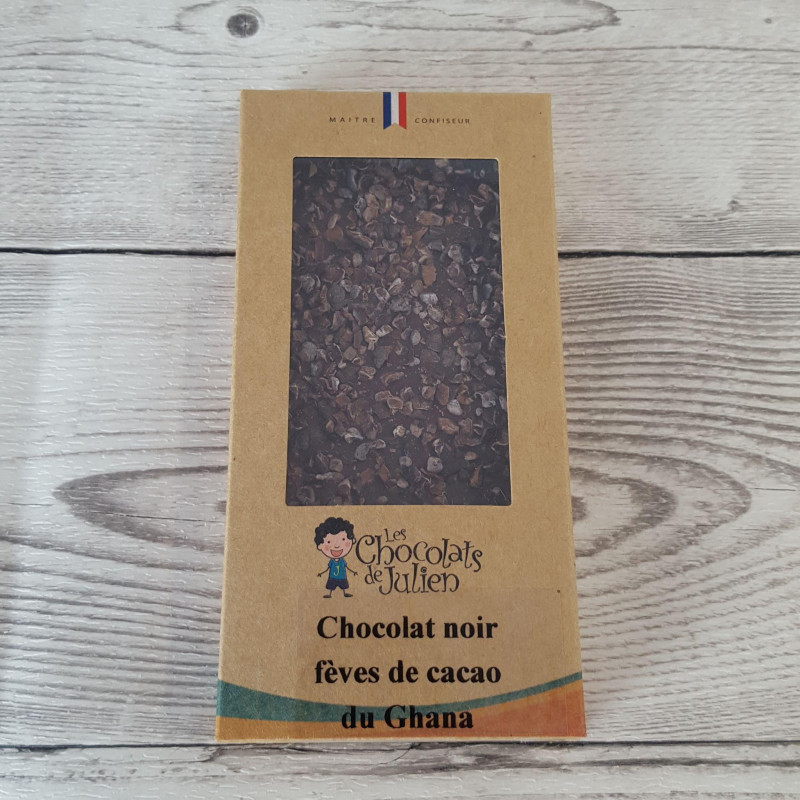 MAITRE CONFISEUR
Les
Chocolats
de Julien
J
Chocolat noir
fèves de cacao
du Ghana